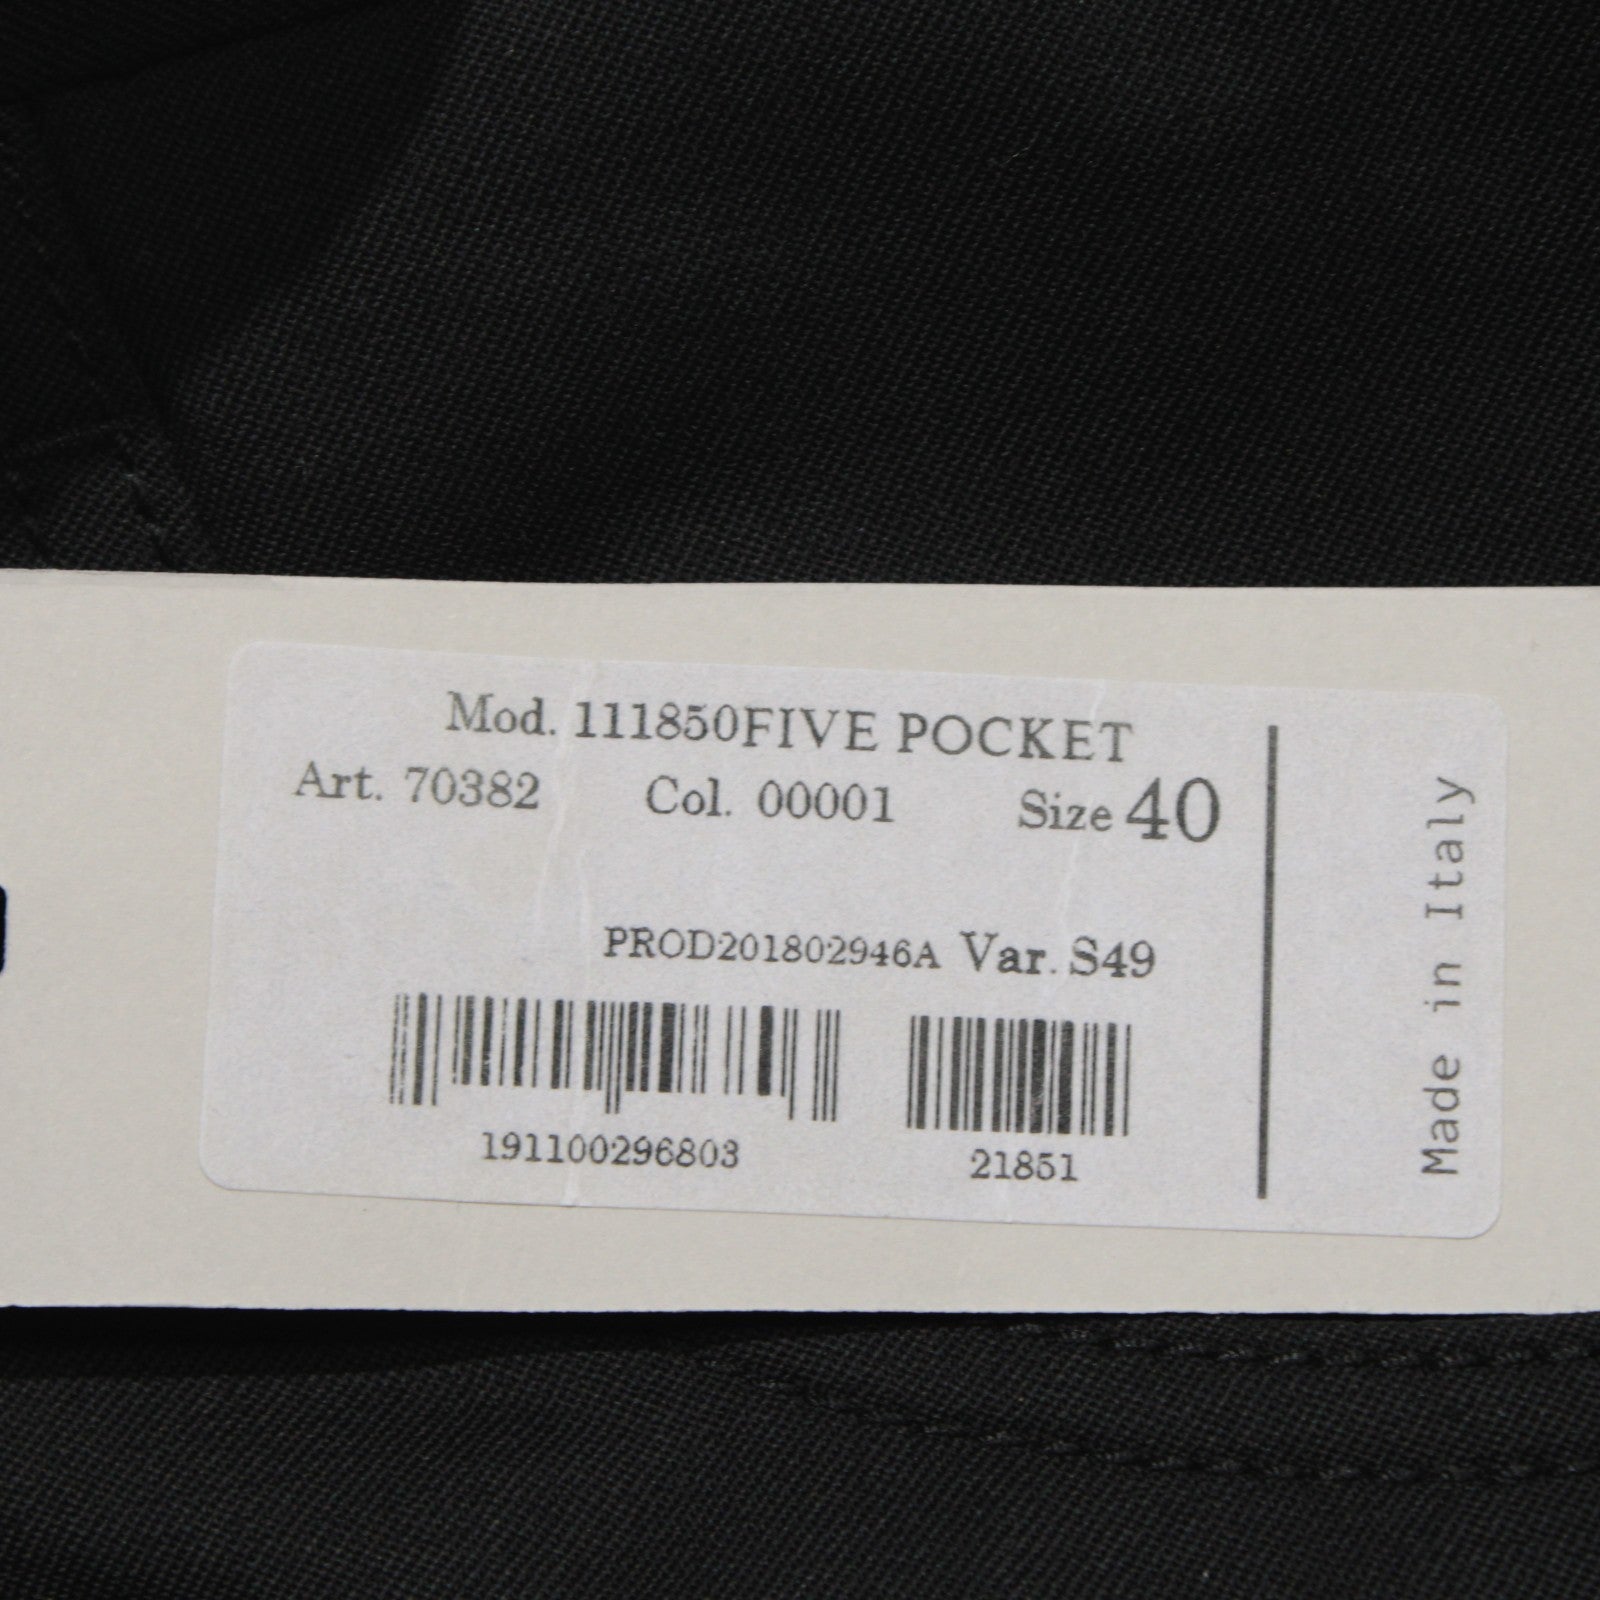 Mod. 111850FIVE POCKET
Art. 70382 Col. 00001 Size 40
PROD201802946A Var. S49
191100296803 21851
Made in Italy